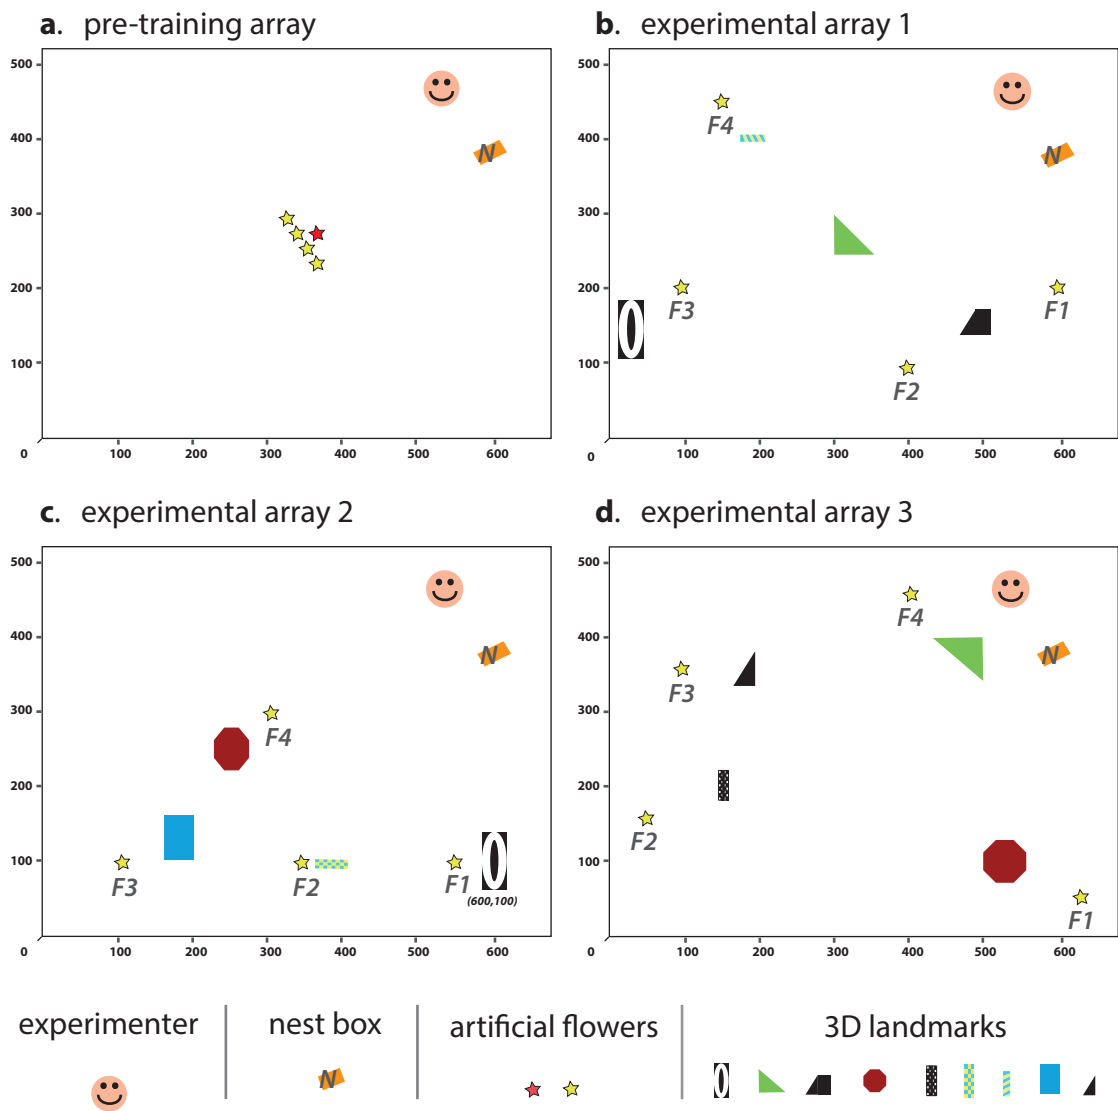 a. pre-training array
500
400
300
200
100
0
100 200 300 400 500 600
N
b. experimental array 1
500
400
300
200
100
0
100 200 300 400 500 600
F4
N
F3
F1
F2
c. experimental array 2
500
400
300
200
100
0
100 200 300 400 500 600
N
F4
F3
F2
F1
(600,100)
d. experimental array 3
500
400
300
200
100
0
100 200 300 400 500 600
F4
N
F3
F2
F1
experimenter
nest box
N
artificial flowers
3D landmarks